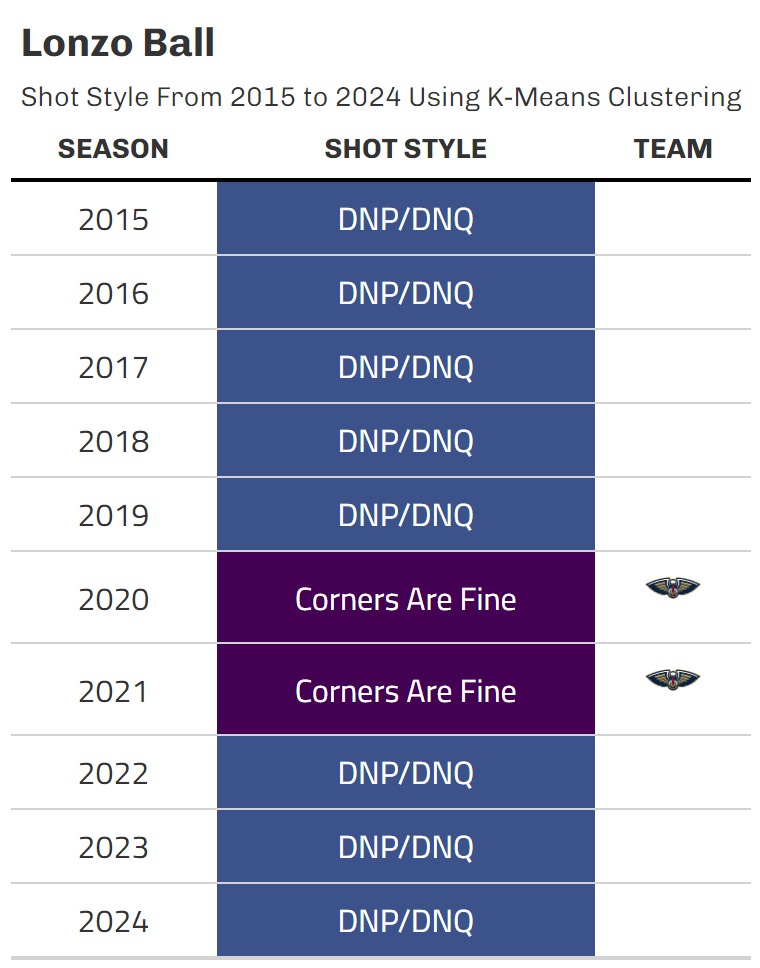 Lonzo Ball
Shot Style From 2015 to 2024 Using K-Means Clustering
SEASON SHOT STYLE TEAM
2015 DNP/DNQ
2016 DNP/DNQ
2017 DNP/DNQ
2018 DNP/DNQ
2019 DNP/DNQ
2020 Corners Are Fine
2021 Corners Are Fine
2022 DNP/DNQ
2023 DNP/DNQ
2024 DNP/DNQ